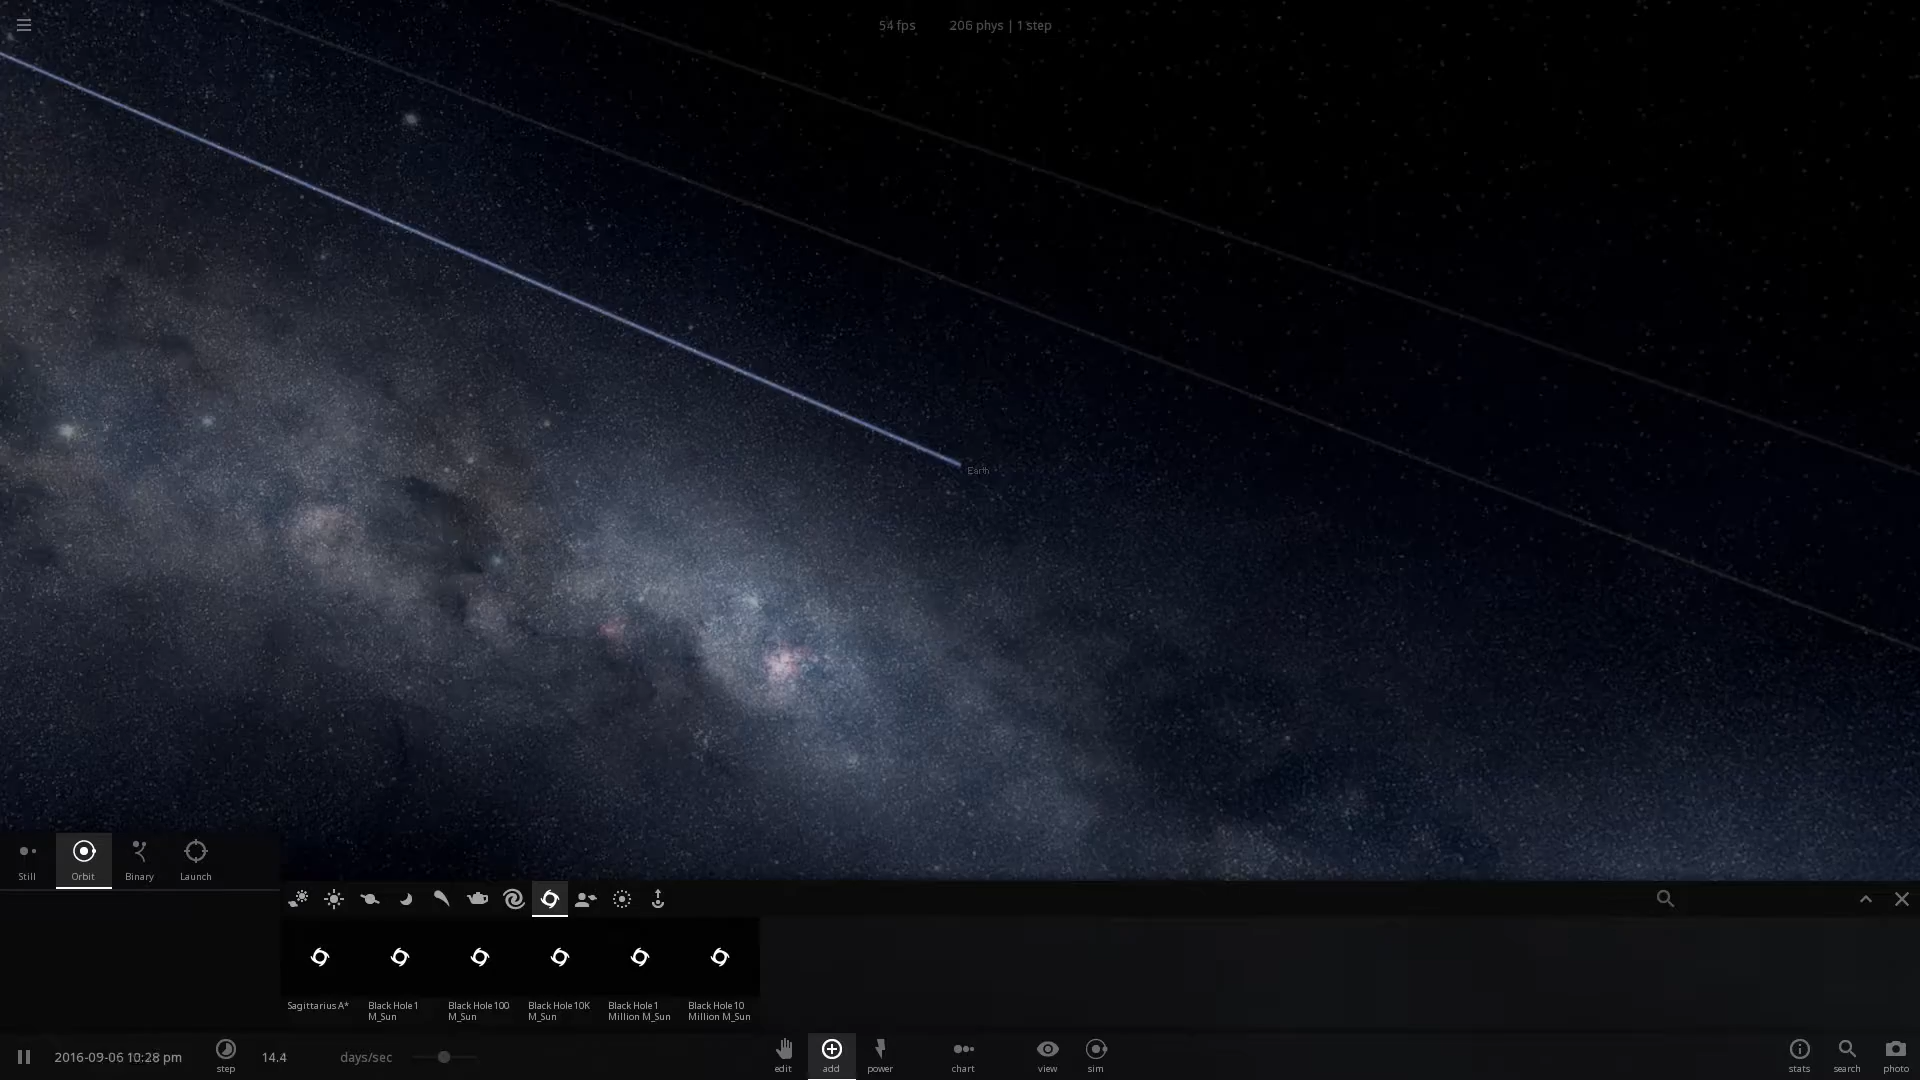 54 fps 206 phys | 1 step
Earth
Still Orbit Binary Launch
Sagittarius A* Black Hole 1 Black Hole 100 Black Hole 10K Black Hole 1 Black Hole 10
M_Sun M_Sun M_Sun Million M_Sun Million M_Sun
2016-09-06 10:28 pm 14.4 days/sec
step edit add power chart view sim stats search photo